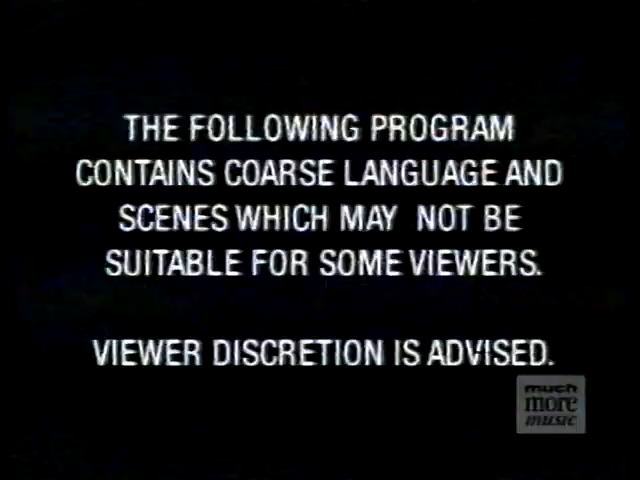 THE FOLLOWING PROGRAM
CONTAINS COARSE LANGUAGE AND
SCENES WHICH MAY NOT BE
SUITABLE FOR SOME VIEWERS.
VIEWER DISCRETION IS ADVISED.
much
more
music